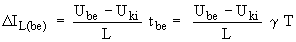 ΔI_L(be) = (U_be − U_ki) / L · t_be = (U_be − U_ki) / L · γ T